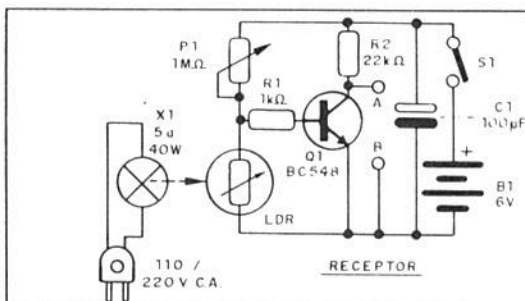 P1
1MΩ
R2
22kΩ
S1
R1
1kΩ
A
C1
100µF
X1
5 a
40W
Q1
BC548
B
+
B1
6V
LDR
110 /
220 V C.A.
RECEPTOR